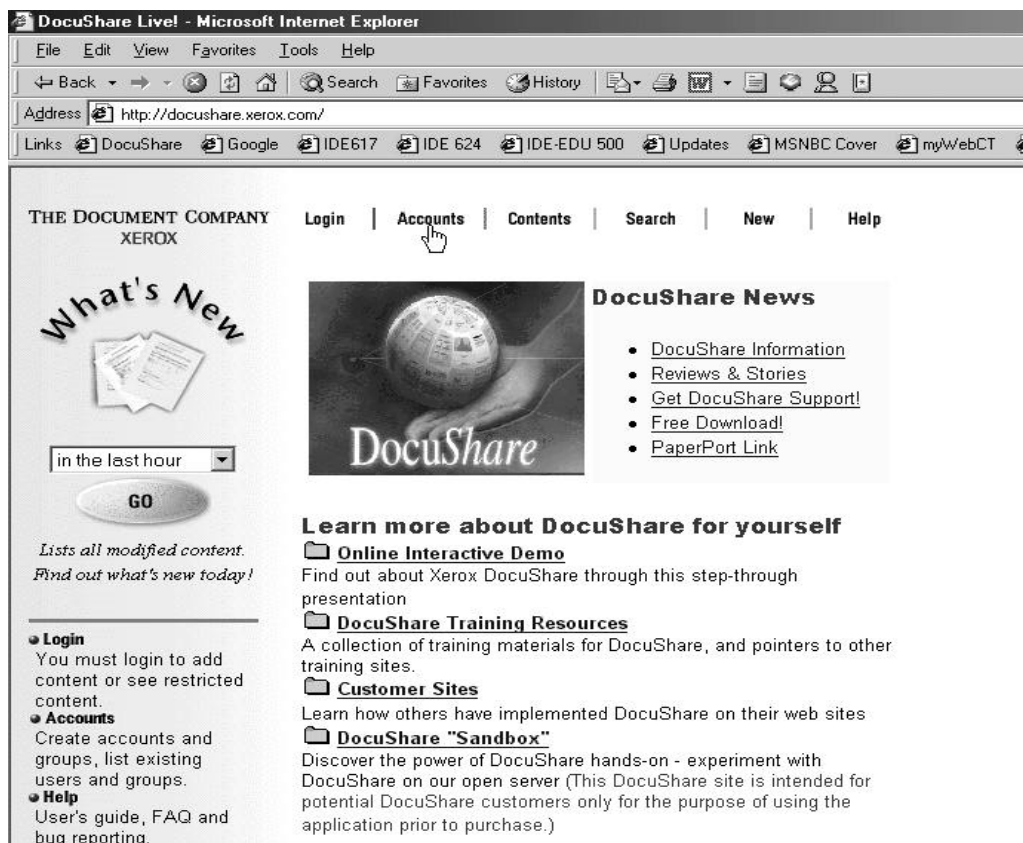 DocuShare Live! - Microsoft Internet Explorer
File Edit View Favorites Tools Help
Back Search Favorites History
Address http://docushare.xerox.com/
Links DocuShare Google IDE617 IDE 624 IDE-EDU 500 Updates MSNBC Cover myWebCT
THE DOCUMENT COMPANY
XEROX
Login | Accounts | Contents | Search | New | Help
What's New
in the last hour
GO
Lists all modified content.
Find out what's new today!
Login
You must login to add
content or see restricted
content.
Accounts
Create accounts and
groups, list existing
users and groups.
Help
User's guide, FAQ and
bug reporting.
DocuShare
DocuShare News
DocuShare Information
Reviews & Stories
Get DocuShare Support!
Free Download!
PaperPort Link
Learn more about DocuShare for yourself
Online Interactive Demo
Find out about Xerox DocuShare through this step-through
presentation
DocuShare Training Resources
A collection of training materials for DocuShare, and pointers to other
training sites.
Customer Sites
Learn how others have implemented DocuShare on their web sites
DocuShare "Sandbox"
Discover the power of DocuShare hands-on - experiment with
DocuShare on our open server (This DocuShare site is intended for
potential DocuShare customers only for the purpose of using the
application prior to purchase.)